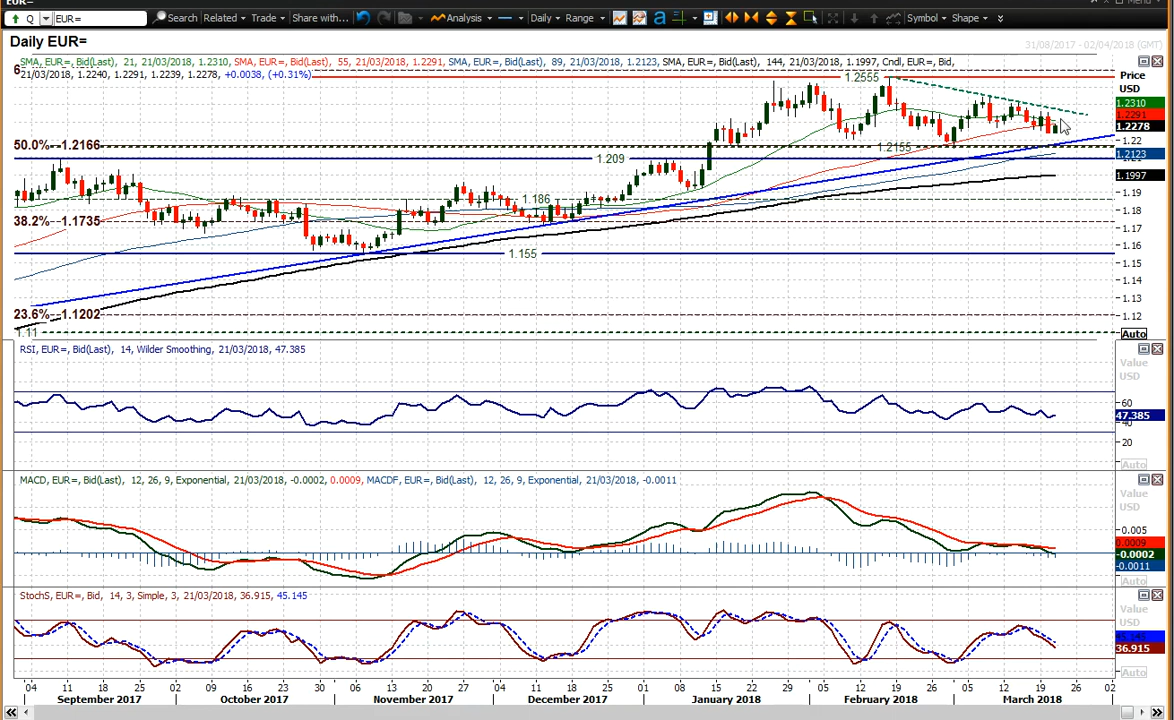 EUR=
Menu
Q EUR= Search Related Trade Share with... Analysis Daily Range a Symbol Shape
Daily EUR=
31/08/2017 - 02/04/2018 (GMT)
SMA, EUR=, Bid(Last), 21, 21/03/2018, 1.2310, SMA, EUR=, Bid(Last), 55, 21/03/2018, 1.2291, SMA, EUR=, Bid(Last), 89, 21/03/2018, 1.2123, SMA, EUR=, Bid(Last), 144, 21/03/2018, 1.1997, Cndl, EUR=, Bid,
21/03/2018, 1.2240, 1.2291, 1.2239, 1.2278, +0.0038, (+0.31%)
Price
USD
1.2555
1.2310
1.2291
1.2278
1.22
50.0% 1.2166
1.2155
1.2123
1.209
1.1997
1.19
1.186
1.18
38.2% 1.1735
1.17
1.16
1.155
1.15
1.14
1.13
23.6% 1.1202
1.12
1.11
Auto
RSI, EUR=, Bid(Last), 14, Wilder Smoothing, 21/03/2018, 47.385
Value
USD
60
47.385
40
20
Auto
MACD, EUR=, Bid(Last), 12, 26, 9, Exponential, 21/03/2018, -0.0002, 0.0009, MACDF, EUR=, Bid(Last), 12, 26, 9, Exponential, 21/03/2018, -0.0011
Value
USD
0.005
0.0009
-0.0002
-0.0011
Auto
StochS, EUR=, Bid, 14, 3, Simple, 3, 21/03/2018, 36.915, 45.145
Value
USD
45.145
36.915
Auto
04 11 18 25 02 09 16 23 30 06 13 20 27 04 11 18 25 01 08 15 22 29 05 12 19 26 05 12 19 26 02
September 2017 October 2017 November 2017 December 2017 January 2018 February 2018 March 2018